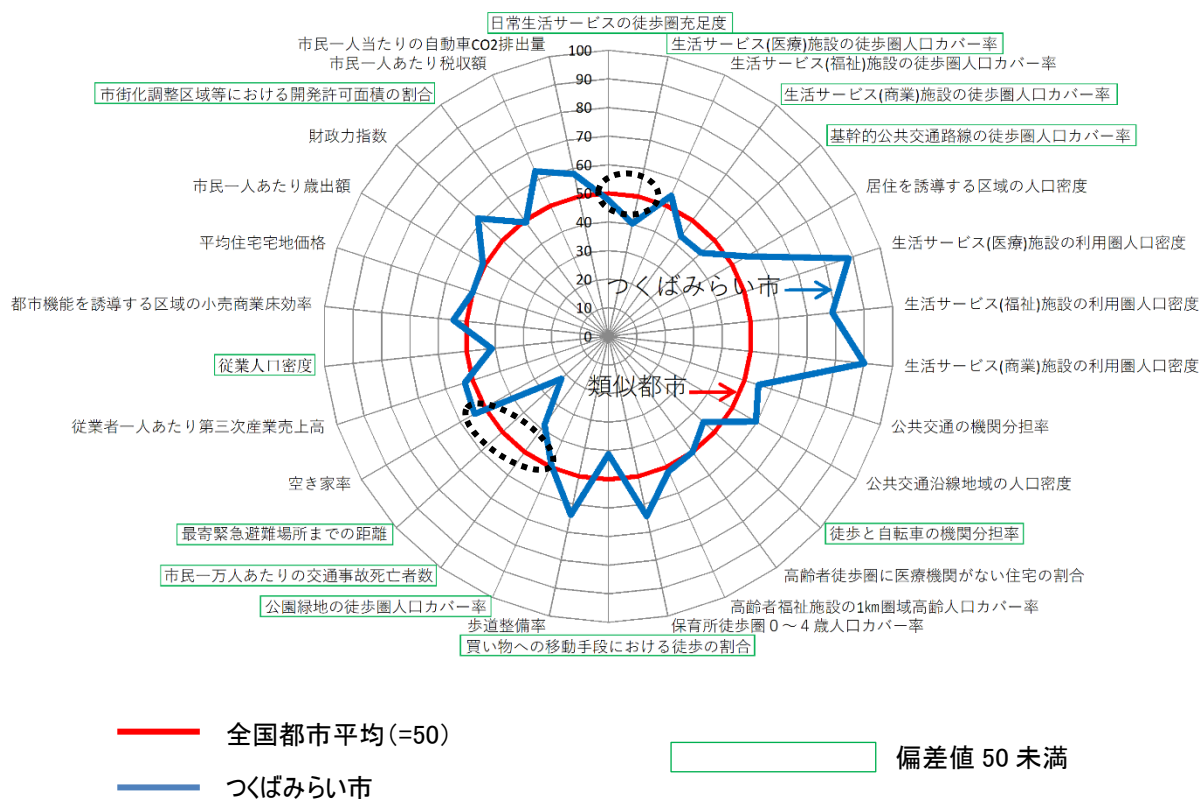 日常生活サービスの徒歩圏充足度
市民一人当たりの自動車CO2排出量
生活サービス(医療)施設の徒歩圏人口カバー率
市民一人あたり税収額
生活サービス(福祉)施設の徒歩圏人口カバー率
市街化調整区域等における開発許可面積の割合
生活サービス(商業)施設の徒歩圏人口カバー率
財政力指数
基幹的公共交通路線の徒歩圏人口カバー率
市民一人あたり歳出額
居住を誘導する区域の人口密度
平均住宅宅地価格
生活サービス(医療)施設の利用圏人口密度
都市機能を誘導する区域の小売商業床効率
生活サービス(福祉)施設の利用圏人口密度
従業人口密度
生活サービス(商業)施設の利用圏人口密度
従業者一人あたり第三次産業売上高
公共交通の機関分担率
空き家率
公共交通沿線地域の人口密度
最寄緊急避難場所までの距離
徒歩と自転車の機関分担率
市民一万人あたりの交通事故死亡者数
高齢者徒歩圏に医療機関がない住宅の割合
公園緑地の徒歩圏人口カバー率
高齢者福祉施設の1km圏域高齢人口カバー率
歩道整備率
保育所徒歩圏0~4歳人口カバー率
買い物への移動手段における徒歩の割合
100
90
80
70
60
50
40
30
20
10
0
つくばみらい市
類似都市
全国都市平均(=50)
つくばみらい市
偏差値 50 未満